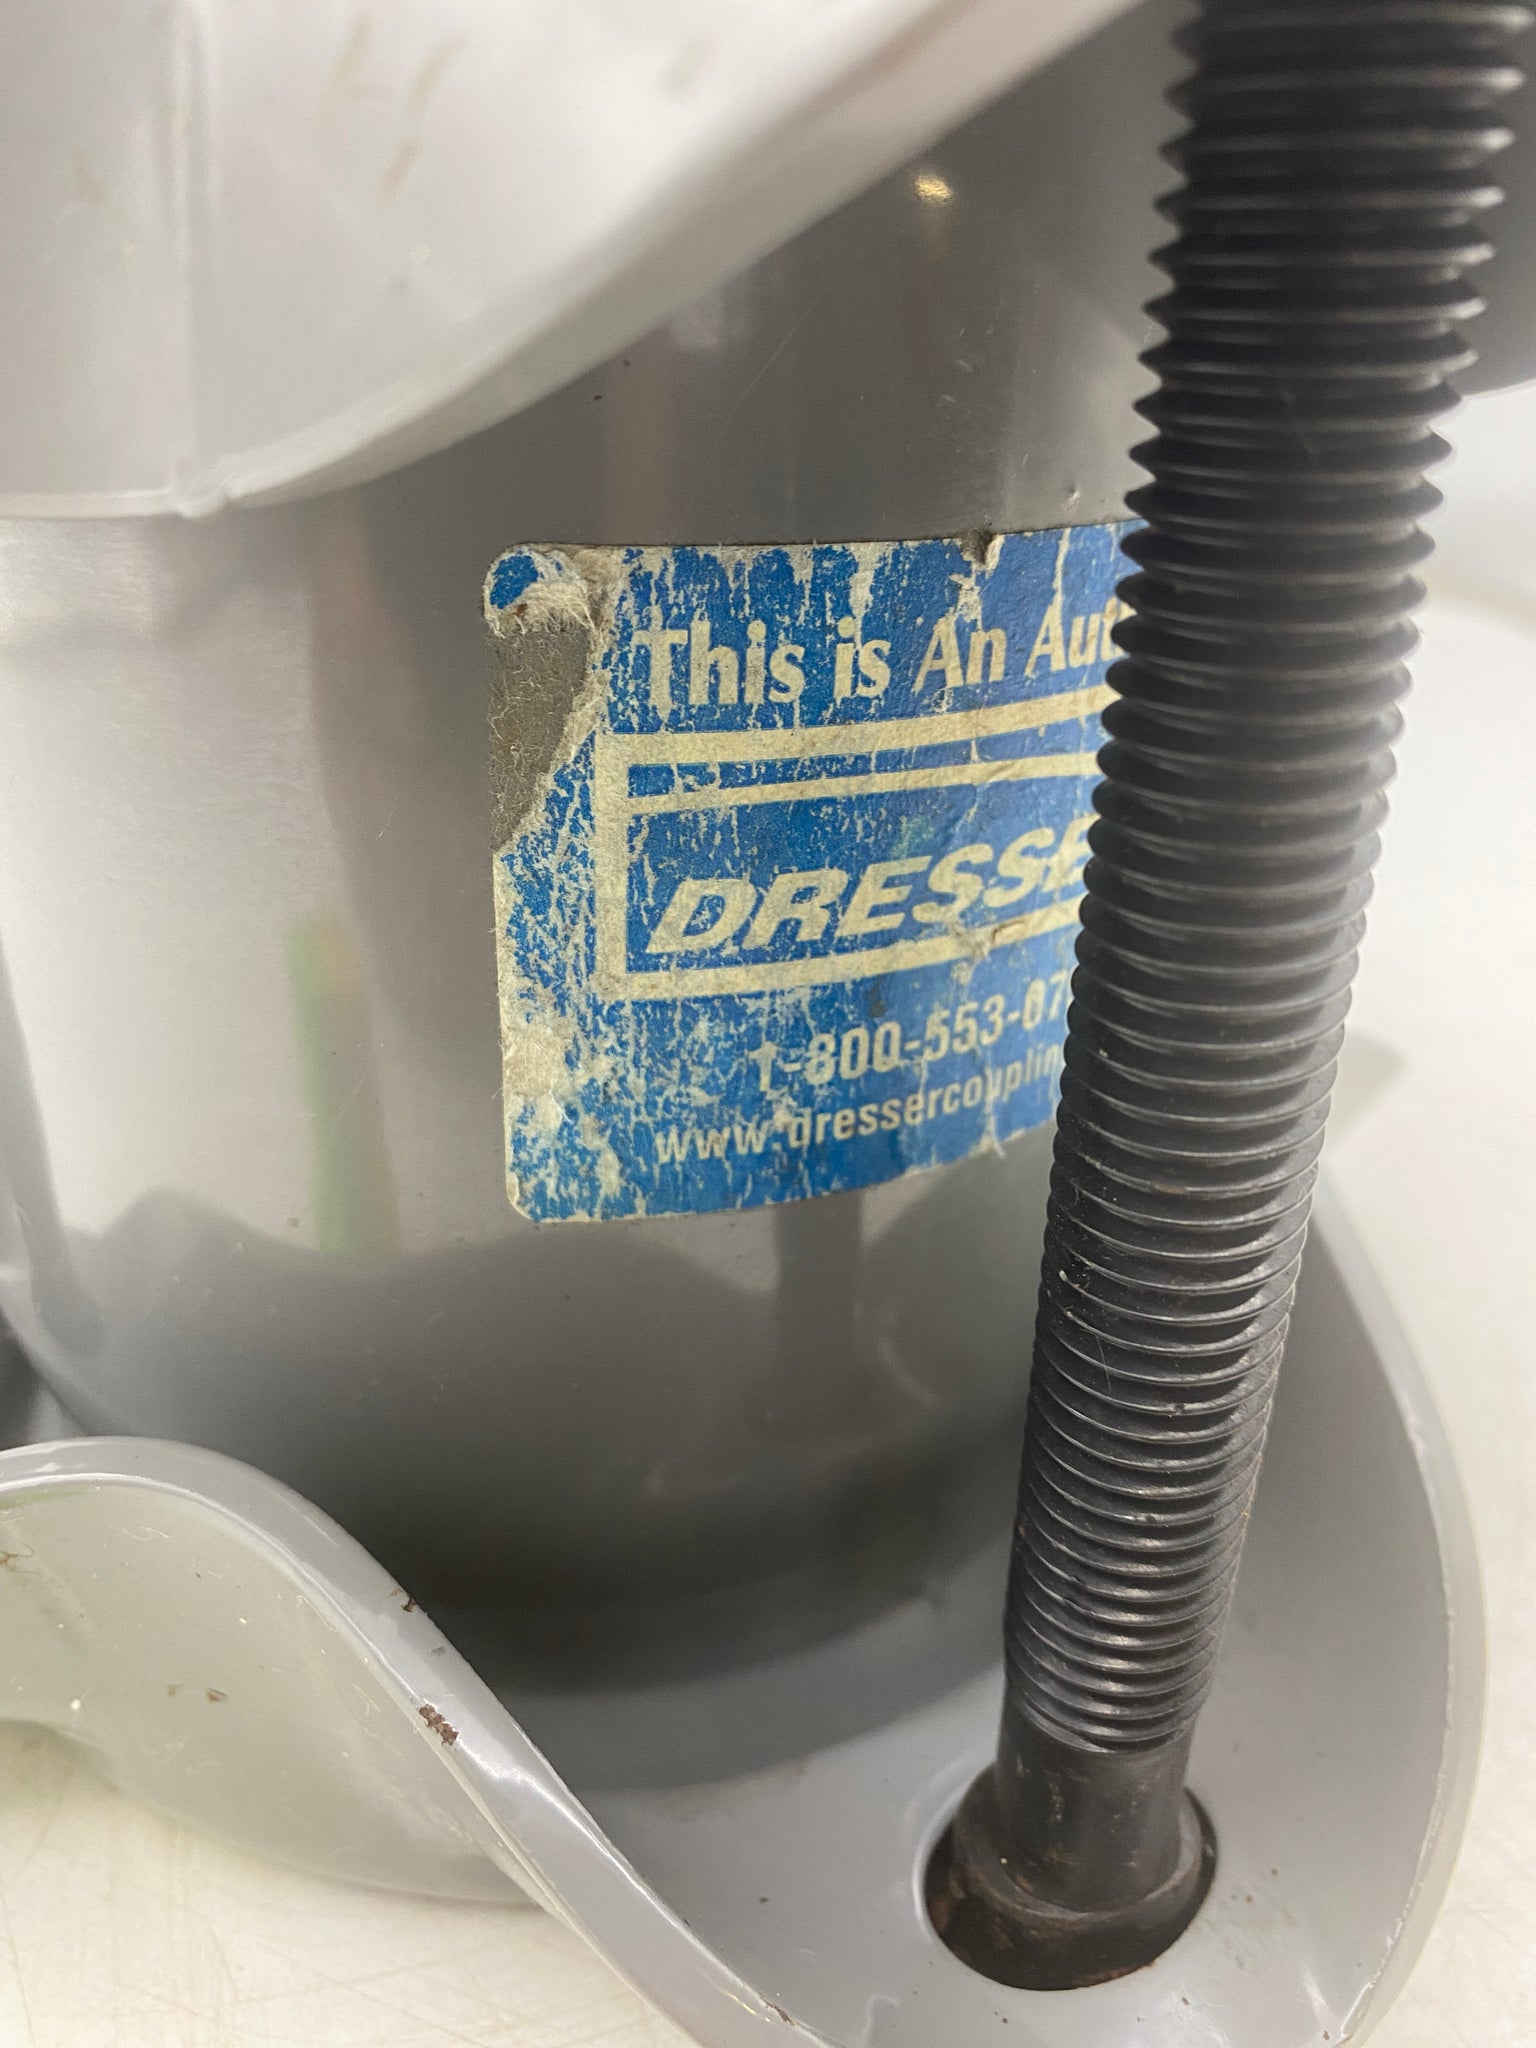 This is An Aut
DRESSE
1-800-553-07
www.dressercouplin